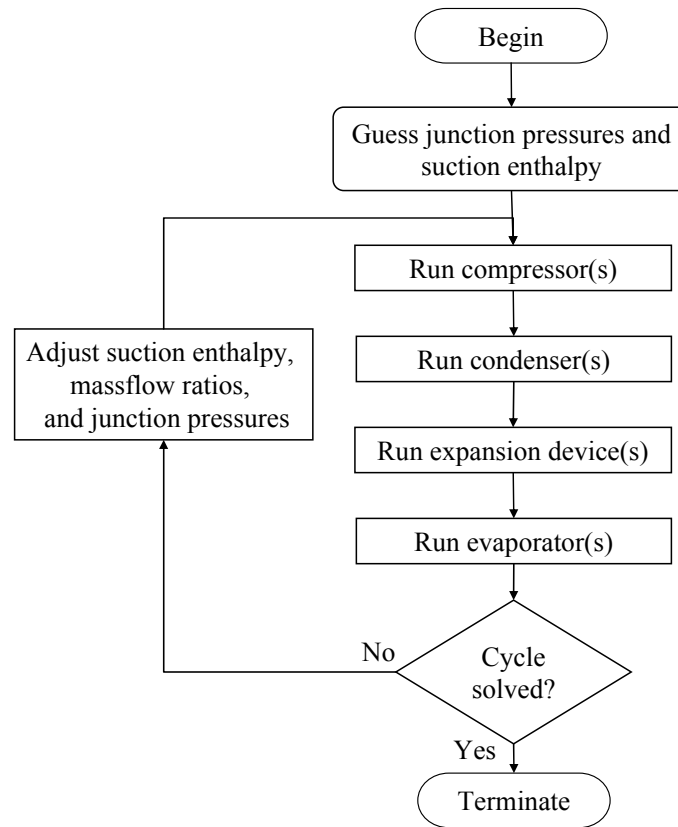 Begin
Guess junction pressures and
suction enthalpy
Run compressor(s)
Run condenser(s)
Adjust suction enthalpy,
massflow ratios,
and junction pressures
Run expansion device(s)
Run evaporator(s)
No
Cycle
solved?
Yes
Terminate